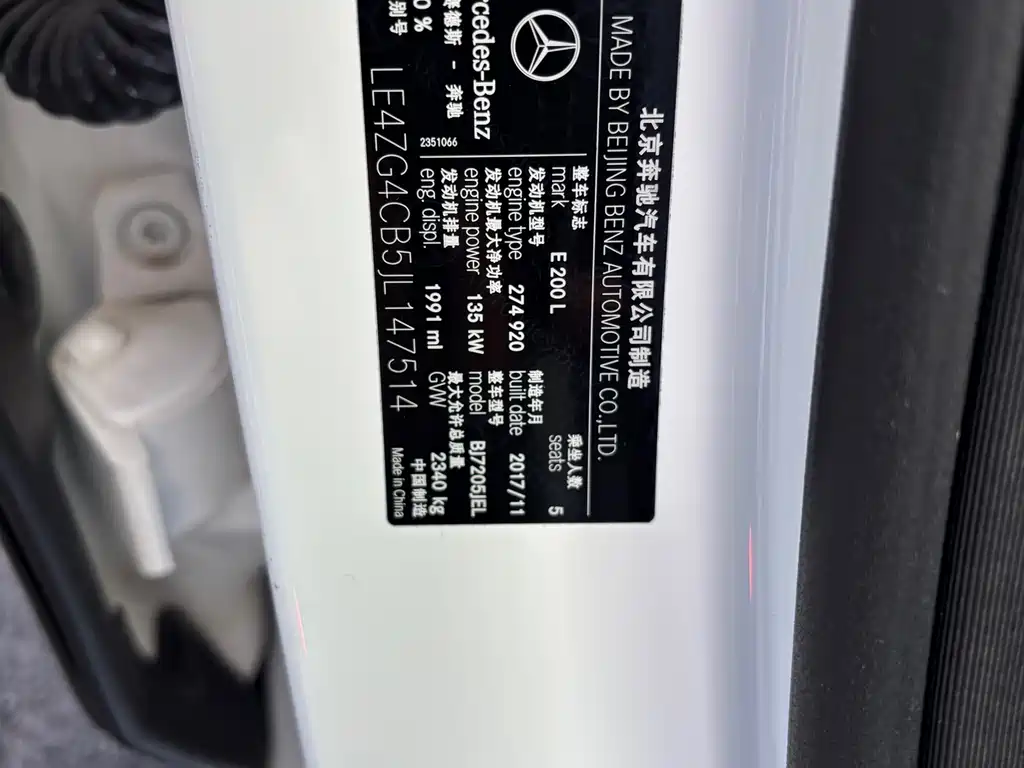 北京奔驰汽车有限公司制造
MADE BY BEIJING BENZ AUTOMOTIVE CO.,LTD.
整车标志 乘坐人数
mark E 200 L seats 5
发动机型号 制造年月
engine type 274 920 built date 2017/11
发动机最大净功率 整车型号
engine power 135 kW model BJ7205JEL
发动机排量 最大允许总质量
eng. displ. 1991 ml GVW 2340 kg
cedes-Benz
德斯 - 奔驰
2351066
中国制造
0 %
别号 LE4ZG4CB5JL147514
Made in China